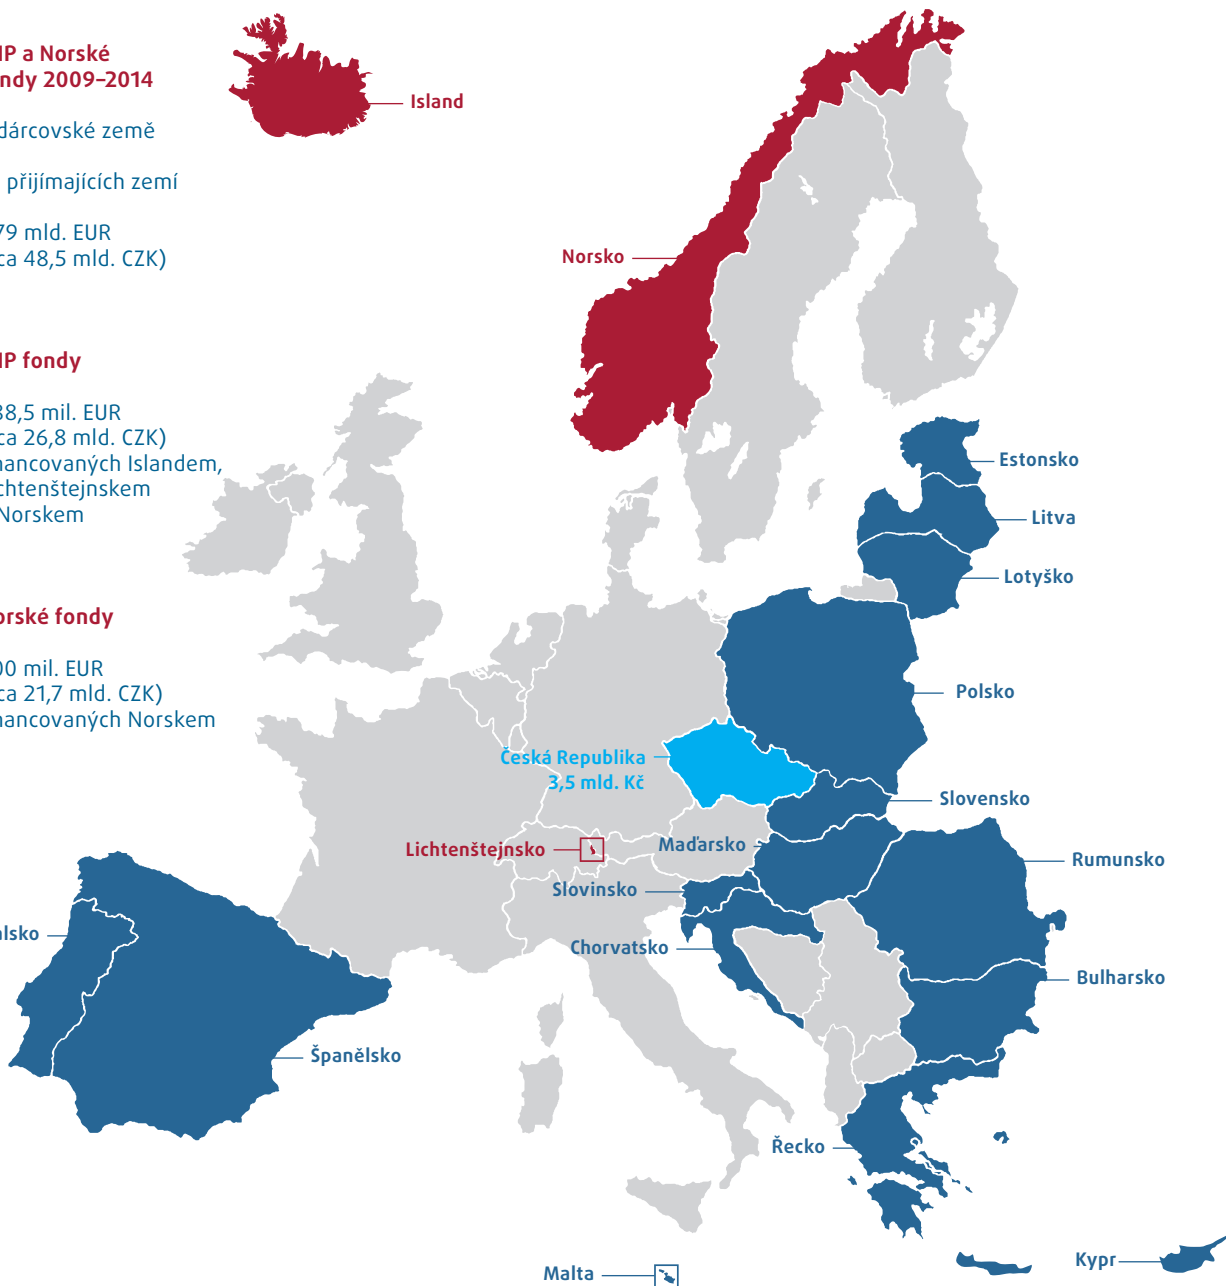 IP a Norské
ndy 2009–2014
dárcovské země
přijímajících zemí
79 mld. EUR
ca 48,5 mld. CZK)
IP fondy
38,5 mil. EUR
ca 26,8 mld. CZK)
nancovaných Islandem,
chtenštejnskem
Norskem
orské fondy
00 mil. EUR
ca 21,7 mld. CZK)
nancovaných Norskem
Island
Norsko
Estonsko
Litva
Lotyško
Polsko
Česká Republika
3,5 mld. Kč
Slovensko
Lichtenštejnsko
Maďarsko
Rumunsko
Slovinsko
alsko
Chorvatsko
Bulharsko
Španělsko
Řecko
Kypr
Malta